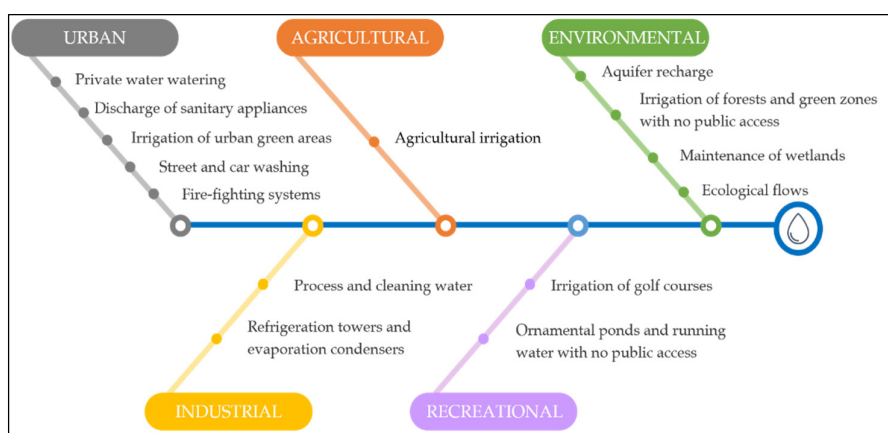 URBAN
AGRICULTURAL
ENVIRONMENTAL
Private water watering
Discharge of sanitary appliances
Irrigation of urban green areas
Street and car washing
Fire-fighting systems
Agricultural irrigation
Aquifer recharge
Irrigation of forests and green zones
with no public access
Maintenance of wetlands
Ecological flows
Process and cleaning water
Refrigeration towers and
evaporation condensers
Irrigation of golf courses
Ornamental ponds and running
water with no public access
INDUSTRIAL
RECREATIONAL